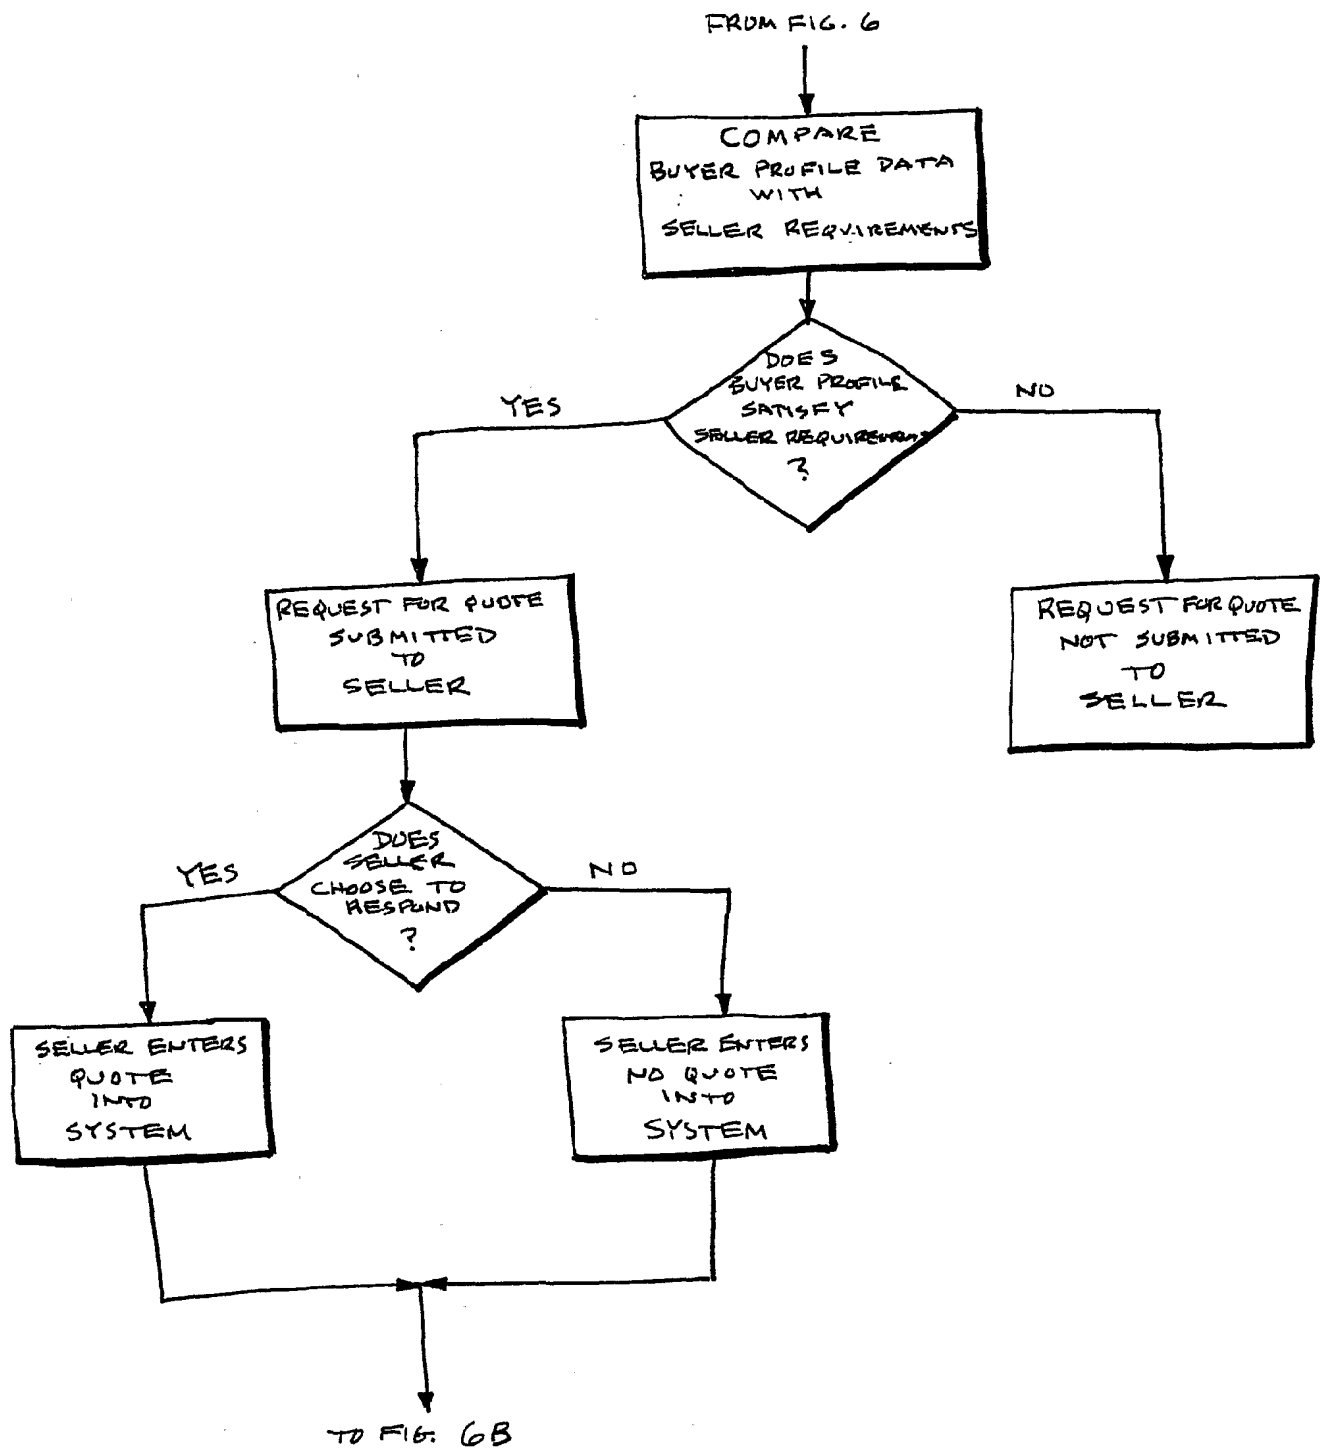 FROM FIG. 6
COMPARE
BUYER PROFILE DATA
WITH
SELLER REQUIREMENTS
DOES
BUYER PROFILE
SATISFY
SELLER REQUIREMENTS
?
YES
NO
REQUEST FOR QUOTE
SUBMITTED
TO
SELLER
REQUEST FOR QUOTE
NOT SUBMITTED
TO
SELLER
DOES
SELLER
CHOOSE TO
RESPOND
?
YES
NO
SELLER ENTERS
QUOTE
INTO
SYSTEM
SELLER ENTERS
NO QUOTE
INTO
SYSTEM
TO FIG. 6B